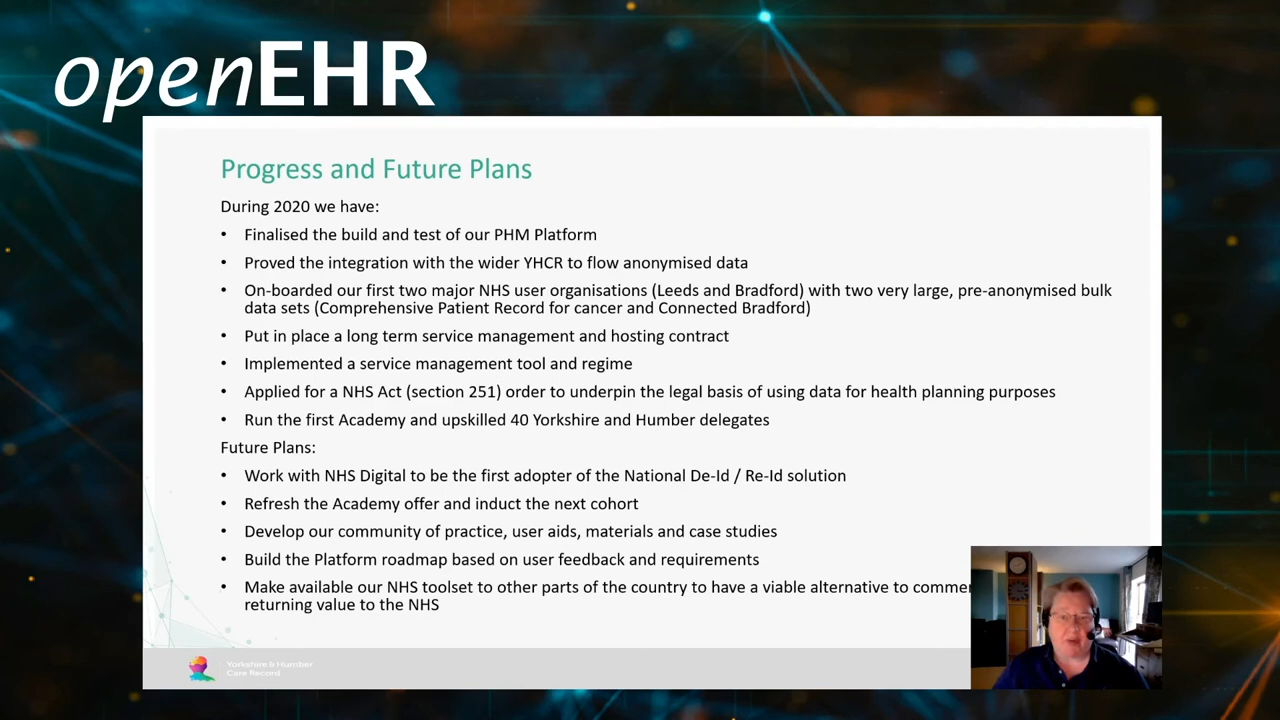 openEHR
Progress and Future Plans
During 2020 we have:
• Finalised the build and test of our PHM Platform
• Proved the integration with the wider YHCR to flow anonymised data
• On-boarded our first two major NHS user organisations (Leeds and Bradford) with two very large, pre-anonymised bulk
data sets (Comprehensive Patient Record for cancer and Connected Bradford)
• Put in place a long term service management and hosting contract
• Implemented a service management tool and regime
• Applied for a NHS Act (section 251) order to underpin the legal basis of using data for health planning purposes
• Run the first Academy and upskilled 40 Yorkshire and Humber delegates
Future Plans:
• Work with NHS Digital to be the first adopter of the National De-Id / Re-Id solution
• Refresh the Academy offer and induct the next cohort
• Develop our community of practice, user aids, materials and case studies
• Build the Platform roadmap based on user feedback and requirements
• Make available our NHS toolset to other parts of the country to have a viable alternative to
returning value to the NHS
Yorkshire & Humber
Care Record